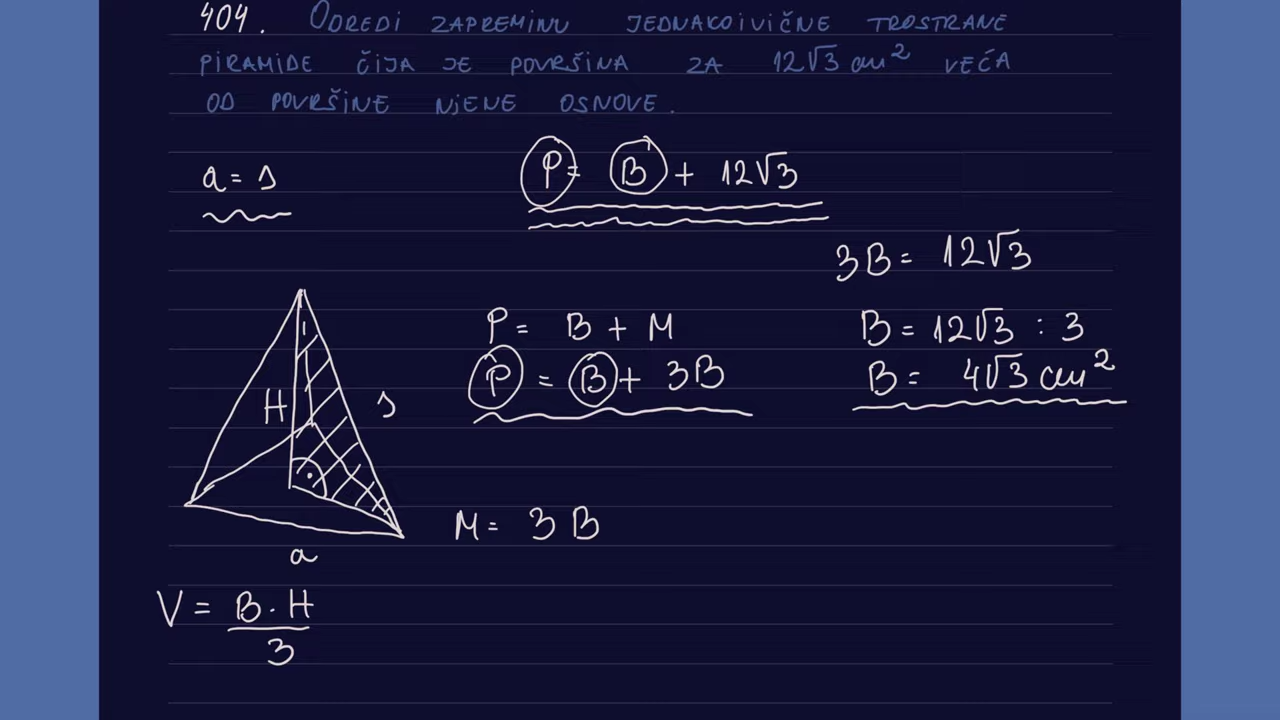 404. ODREDI ZAPREMINU JEDNAKOIVIČNE TROSTRANE
PIRAMIDE ČIJA JE POVRŠINA ZA 12√3 cm² VEĆA
OD POVRŠINE NJENE OSNOVE.
a = s
P = B + 12√3
3B = 12√3
P = B + M
B = 12√3 : 3
P = B + 3B
B = 4√3 cm²
H
s
M = 3B
a
V = B · H / 3